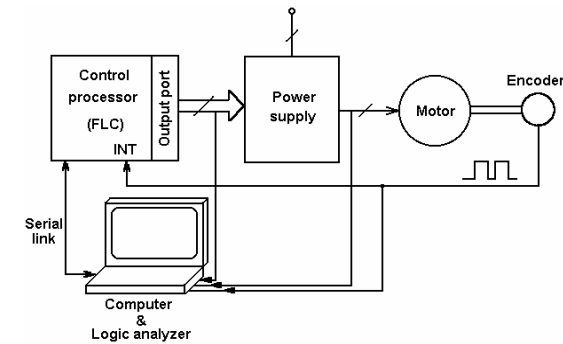 Control
processor
(FLC)
INT
Output port
Power
supply
Motor
Encoder
Serial
link
Computer
&
Logic analyzer